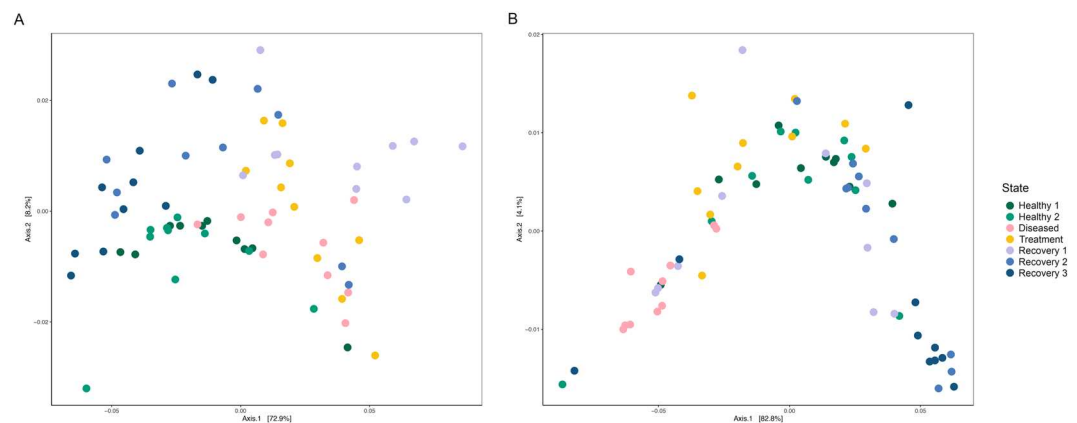 A
0.02
0.00
−0.02
Axis.2 [8.2%]
−0.05
0.00
0.05
Axis.1 [72.9%]
B
0.02
0.01
0.00
−0.01
Axis.2 [4.1%]
−0.05
0.00
0.05
Axis.1 [82.8%]
State
Healthy 1
Healthy 2
Diseased
Treatment
Recovery 1
Recovery 2
Recovery 3